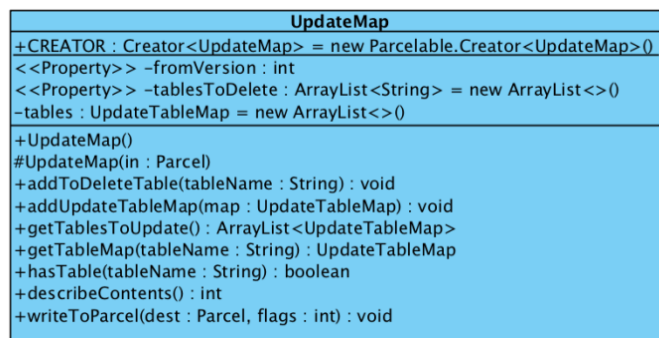 UpdateMap
+CREATOR : Creator<UpdateMap> = new Parcelable.Creator<UpdateMap>()
<<Property>> -fromVersion : int
<<Property>> -tablesToDelete : ArrayList<String> = new ArrayList<>()
-tables : UpdateTableMap = new ArrayList<>()
+UpdateMap()
#UpdateMap(in : Parcel)
+addToDeleteTable(tableName : String) : void
+addUpdateTableMap(map : UpdateTableMap) : void
+getTablesToUpdate() : ArrayList<UpdateTableMap>
+getTableMap(tableName : String) : UpdateTableMap
+hasTable(tableName : String) : boolean
+describeContents() : int
+writeToParcel(dest : Parcel, flags : int) : void